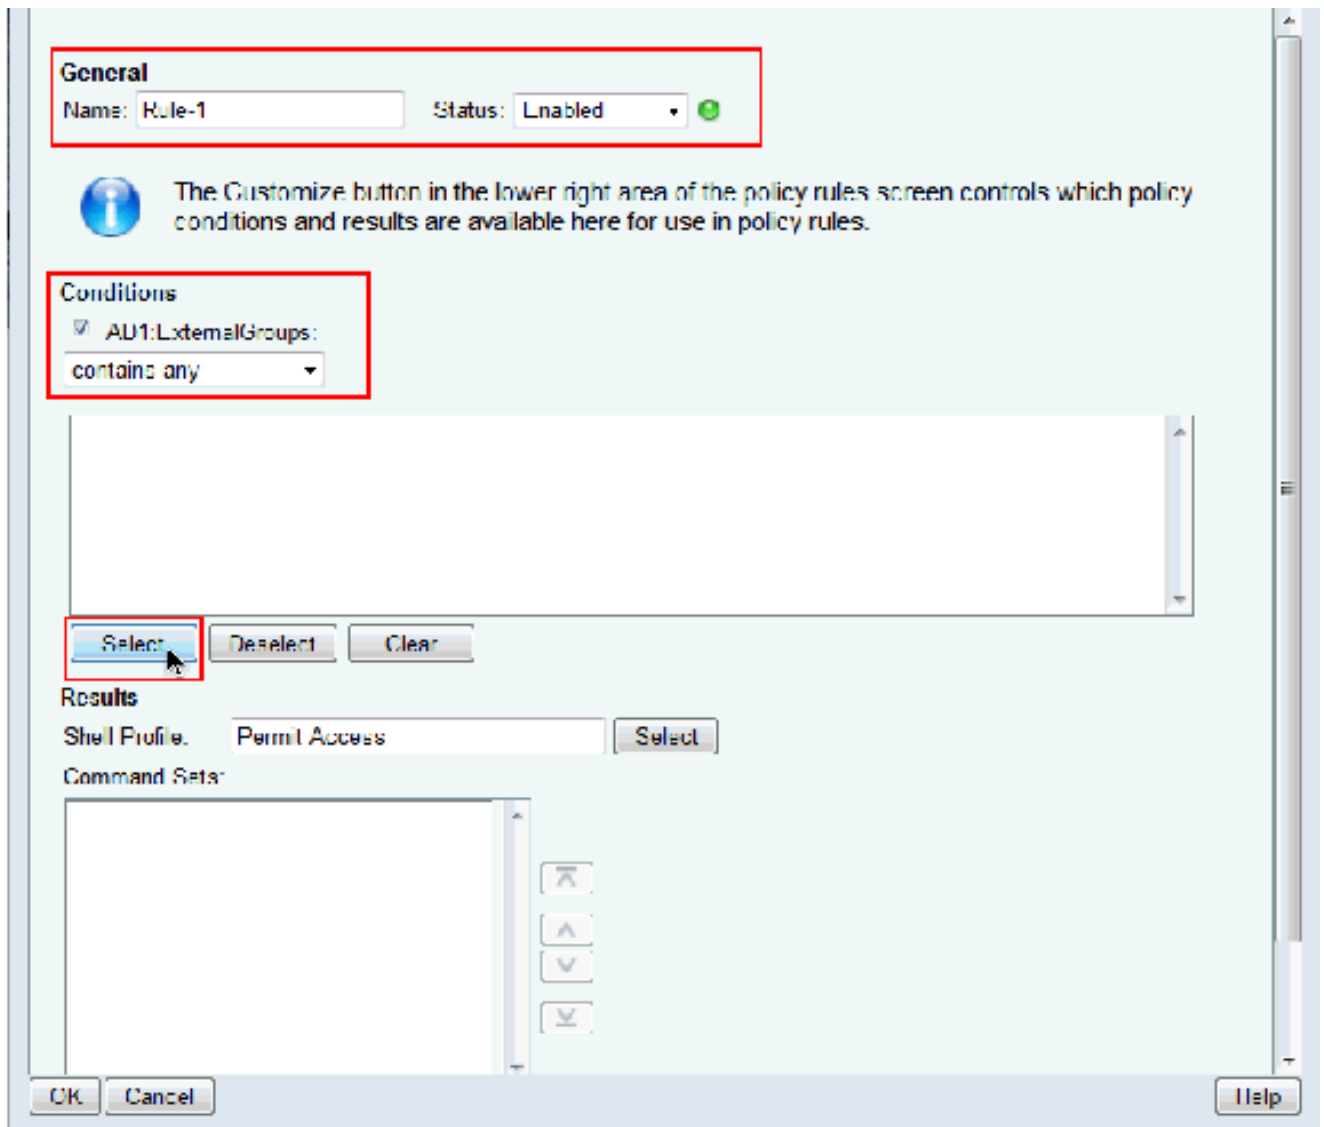 General
Name: Rule-1 Status: Enabled
The Customize button in the lower right area of the policy rules screen controls which policy
conditions and results are available here for use in policy rules.
Conditions
AD1:ExternalGroups:
contains any
Select Deselect Clear
Results
Shell Profile: Permit Access Select
Command Sets:
OK Cancel Help